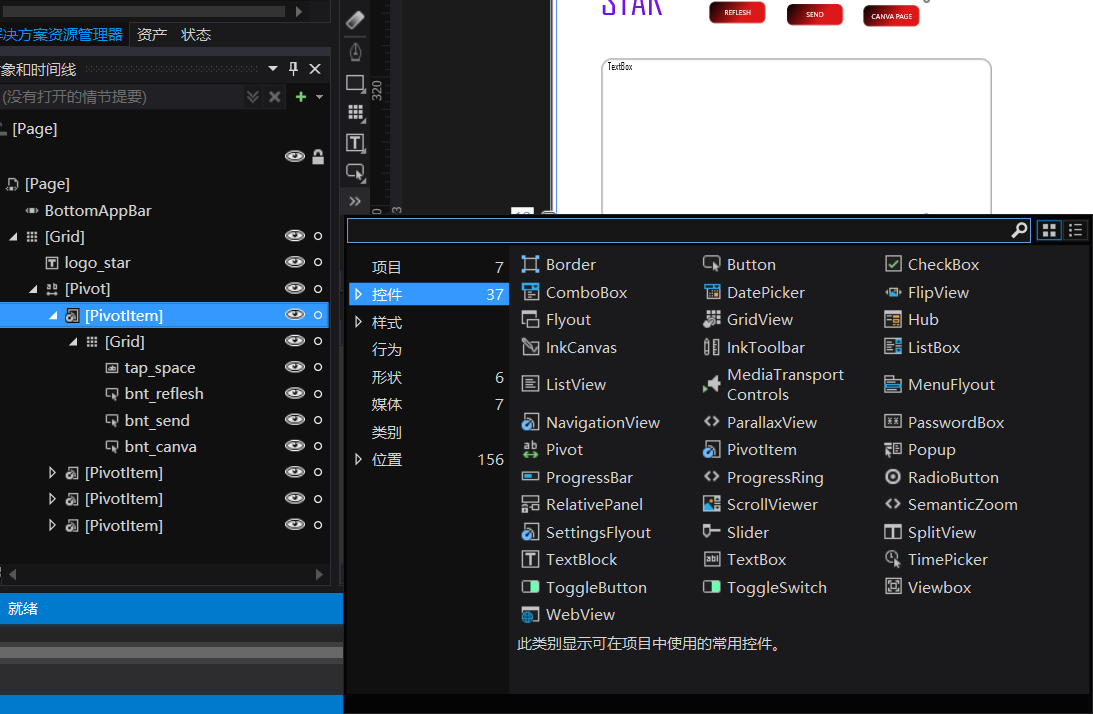 解决方案资源管理器 资产 状态
对象和时间线
(没有打开的情节提要)
[Page]
[Page]
BottomAppBar
[Grid]
logo_star
[Pivot]
[PivotItem]
[Grid]
tap_space
bnt_reflesh
bnt_send
bnt_canva
[PivotItem]
[PivotItem]
[PivotItem]
就绪
320
STAR
REFLESH
SEND
CANVA PAGE
TextBox
项目 7
控件 37
样式
行为
形状 6
媒体 7
类别
位置 156
Border Button CheckBox
ComboBox DatePicker FlipView
Flyout GridView Hub
InkCanvas InkToolbar ListBox
ListView MediaTransport Controls MenuFlyout
NavigationView ParallaxView PasswordBox
Pivot PivotItem Popup
ProgressBar ProgressRing RadioButton
RelativePanel ScrollViewer SemanticZoom
SettingsFlyout Slider SplitView
TextBlock TextBox TimePicker
ToggleButton ToggleSwitch Viewbox
WebView
此类别显示可在项目中使用的常用控件。